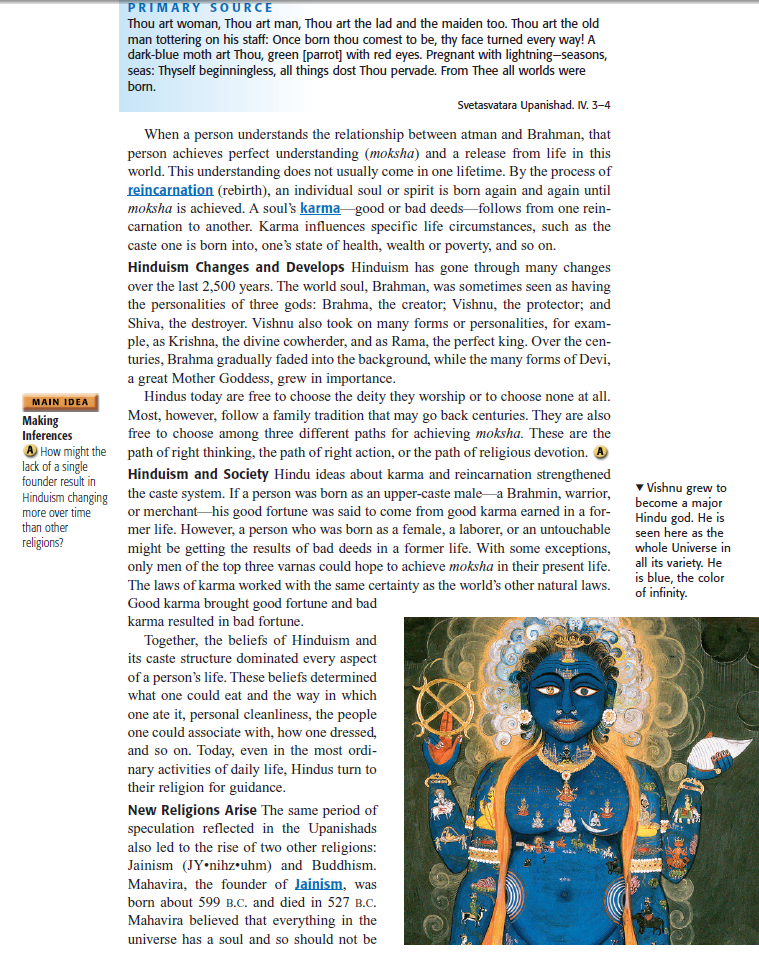 PRIMARY SOURCE
Thou art woman, Thou art man, Thou art the lad and the maiden too. Thou art the old
man tottering on his staff: Once born thou comest to be, thy face turned every way! A
dark-blue moth art Thou, green [parrot] with red eyes. Pregnant with lightning—seasons,
seas: Thyself beginningless, all things dost Thou pervade. From Thee all worlds were
born.
Svetasvatara Upanishad. IV. 3–4
When a person understands the relationship between atman and Brahman, that
person achieves perfect understanding (moksha) and a release from life in this
world. This understanding does not usually come in one lifetime. By the process of
reincarnation (rebirth), an individual soul or spirit is born again and again until
moksha is achieved. A soul's karma—good or bad deeds—follows from one rein-
carnation to another. Karma influences specific life circumstances, such as the
caste one is born into, one's state of health, wealth or poverty, and so on.
Hinduism Changes and Develops Hinduism has gone through many changes
over the last 2,500 years. The world soul, Brahman, was sometimes seen as having
the personalities of three gods: Brahma, the creator; Vishnu, the protector; and
Shiva, the destroyer. Vishnu also took on many forms or personalities, for exam-
ple, as Krishna, the divine cowherder, and as Rama, the perfect king. Over the cen-
turies, Brahma gradually faded into the background, while the many forms of Devi,
a great Mother Goddess, grew in importance.
Hindus today are free to choose the deity they worship or to choose none at all.
Most, however, follow a family tradition that may go back centuries. They are also
free to choose among three different paths for achieving moksha. These are the
path of right thinking, the path of right action, or the path of religious devotion. A
MAIN IDEA
Making
Inferences
A How might the
lack of a single
founder result in
Hinduism changing
more over time
than other
religions?
Hinduism and Society Hindu ideas about karma and reincarnation strengthened
the caste system. If a person was born as an upper-caste male—a Brahmin, warrior,
or merchant—his good fortune was said to come from good karma earned in a for-
mer life. However, a person who was born as a female, a laborer, or an untouchable
might be getting the results of bad deeds in a former life. With some exceptions,
only men of the top three varnas could hope to achieve moksha in their present life.
The laws of karma worked with the same certainty as the world's other natural laws.
Good karma brought good fortune and bad
karma resulted in bad fortune.
Together, the beliefs of Hinduism and
its caste structure dominated every aspect
of a person's life. These beliefs determined
what one could eat and the way in which
one ate it, personal cleanliness, the people
one could associate with, how one dressed,
and so on. Today, even in the most ordi-
nary activities of daily life, Hindus turn to
their religion for guidance.
New Religions Arise The same period of
speculation reflected in the Upanishads
also led to the rise of two other religions:
Jainism (JY•nihz•uhm) and Buddhism.
Mahavira, the founder of Jainism, was
born about 599 B.C. and died in 527 B.C.
Mahavira believed that everything in the
universe has a soul and so should not be
▼ Vishnu grew to
become a major
Hindu god. He is
seen here as the
whole Universe in
all its variety. He
is blue, the color
of infinity.